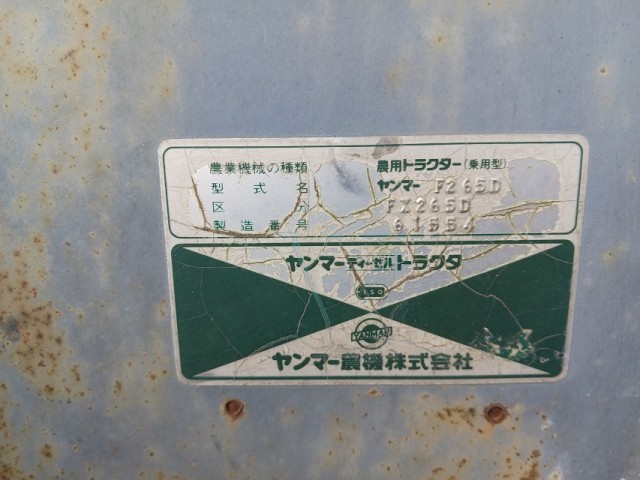 農業機械の種類 農用トラクター(乗用型)
型式名 ヤンマー F265D
区分 FX265D
製造番号 61554
ヤンマーディーゼルトラクタ
ISO
YANMAR
ヤンマー農機株式会社